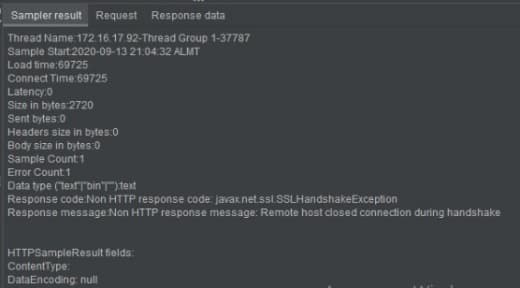 Sampler result Request Response data
Thread Name:172.16.17.92-Thread Group 1-37787
Sample Start:2020-09-13 21:04:32 ALMT
Load time:69725
Connect Time:69725
Latency:0
Size in bytes:2720
Sent bytes:0
Headers size in bytes:0
Body size in bytes:0
Sample Count:1
Error Count:1
Data type ("text"|"bin"|""):text
Response code:Non HTTP response code: javax.net.ssl.SSLHandshakeException
Response message:Non HTTP response message: Remote host closed connection during handshake
HTTPSampleResult fields:
ContentType:
DataEncoding: null